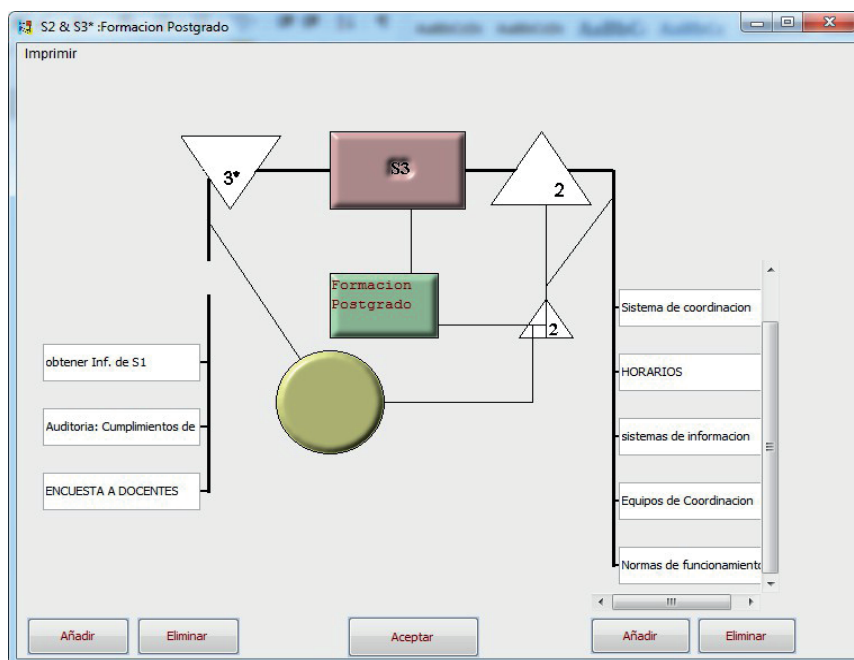 S2 & S3* :Formacion Postgrado
Imprimir
3*
S3
2
Formacion
Postgrado
2
Sistema de coordinacion
obtener Inf. de S1
HORARIOS
Auditoria: Cumplimientos de
sistemas de informacion
ENCUESTA A DOCENTES
Equipos de Coordinacion
Normas de funcionamiento
Añadir
Eliminar
Aceptar
Añadir
Eliminar